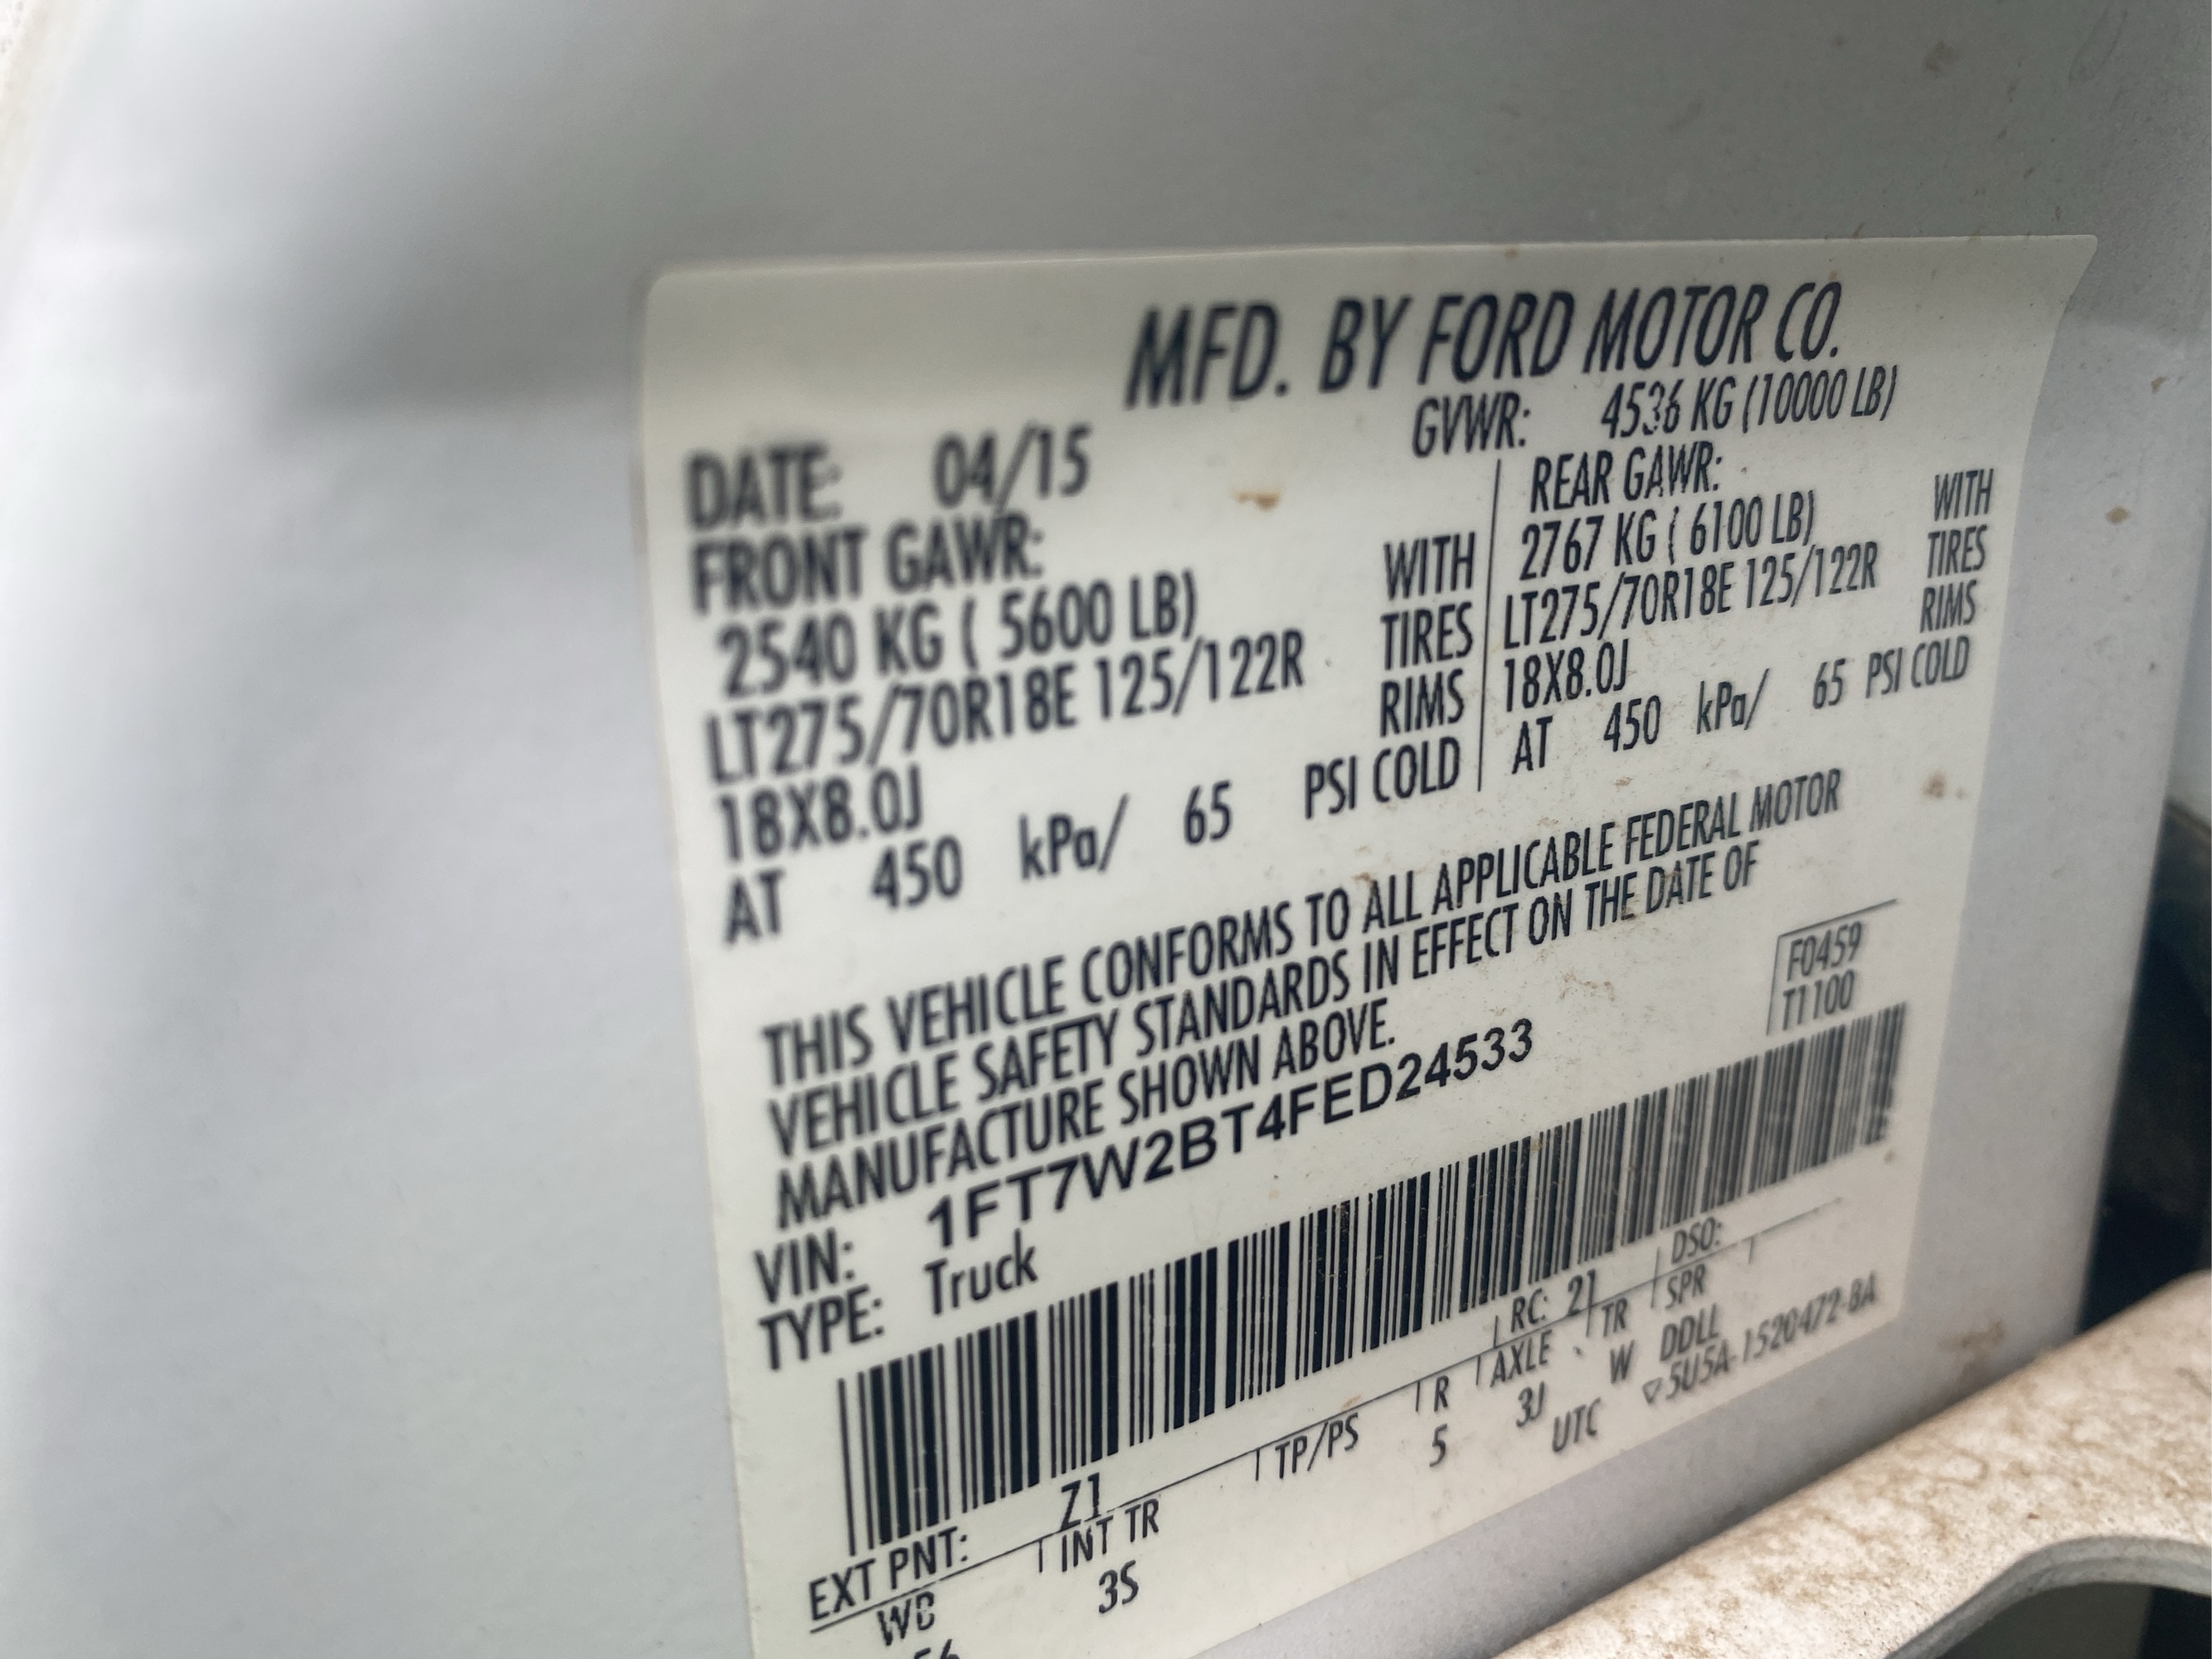 MFD. BY FORD MOTOR CO.
DATE: 04/15 GVWR: 4536 KG (10000 LB)
FRONT GAWR: REAR GAWR:
2540 KG ( 5600 LB) WITH 2767 KG ( 6100 LB) WITH
LT275/70R18E 125/122R TIRES LT275/70R18E 125/122R TIRES
18X8.0J RIMS 18X8.0J RIMS
AT 450 kPa/ 65 PSI COLD AT 450 kPa/ 65 PSI COLD
THIS VEHICLE CONFORMS TO ALL APPLICABLE FEDERAL MOTOR
VEHICLE SAFETY STANDARDS IN EFFECT ON THE DATE OF
MANUFACTURE SHOWN ABOVE.
F0459
T1100
VIN: 1FT7W2BT4FED24533
TYPE: Truck
EXT PNT: Z1 RC: 21 DSO:
WB INT TR TP/PS R AXLE TR SPR
3S 5 3J W DDLL
UTC ▽5U5A-1520472-BA